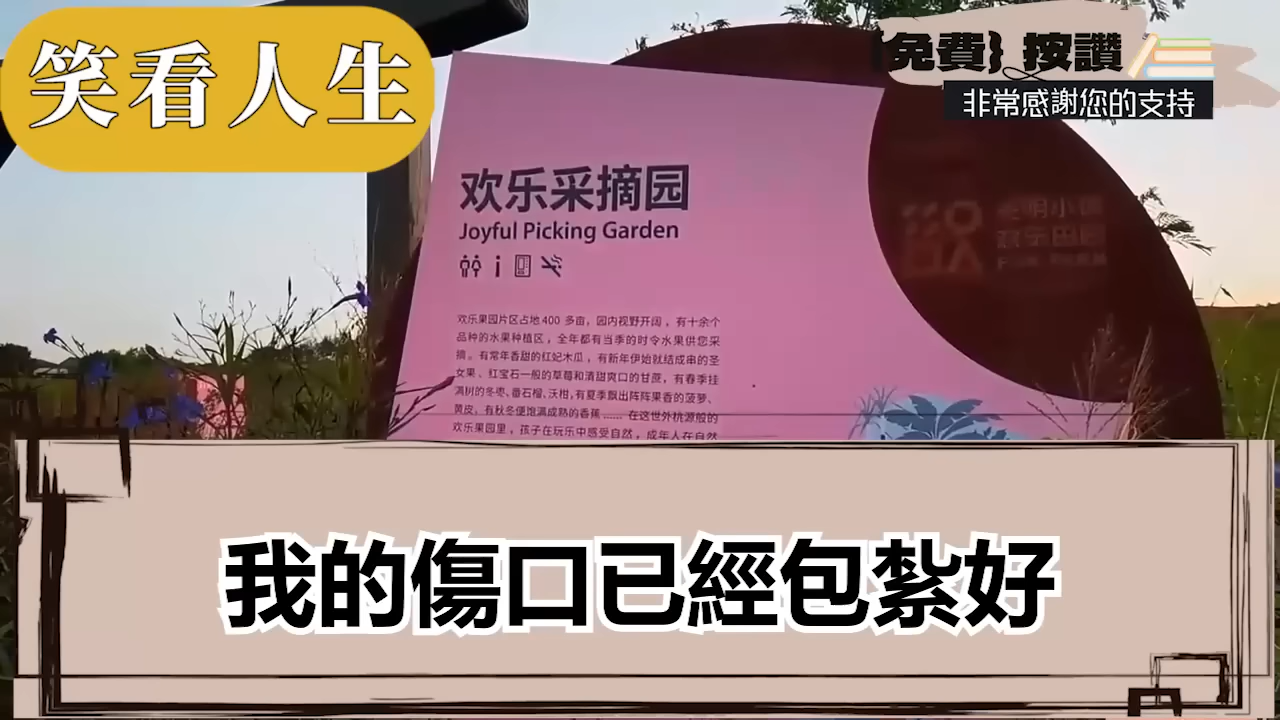 笑看人生
{免費} 按讚
非常感謝您的支持
欢乐采摘园
Joyful Picking Garden
欢乐果园片区占地 400 多亩，园内视野开阔，有十余个
品种的水果种植区，全年都有当季的时令水果供您采
摘。有常年香甜的红妃木瓜，有新年伊始就结成串的圣
女果、红宝石一般的草莓和清甜爽口的甘蔗，有春季挂
满树的冬枣、番石榴、沃柑，有夏季飘出阵阵果香的菠萝、
黄皮，有秋冬便饱满成熟的香蕉...... 在这世外桃源般的
欢乐果园里，孩子在玩乐中感受自然，成年人在自然
我的傷口已經包紮好